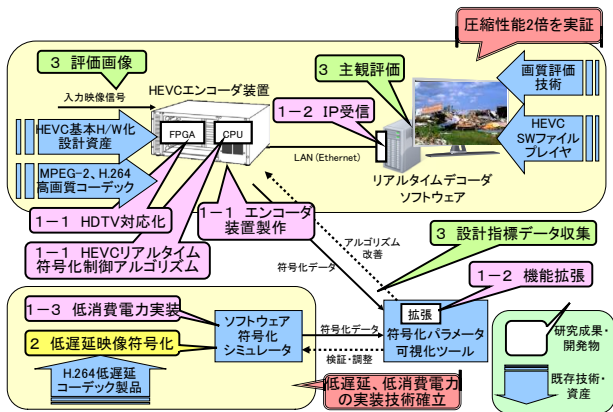 圧縮性能2倍を実証
3 評価画像
HEVCエンコーダ装置
3 主観評価
画質評価
技術
入力映像信号
1−2 IP受信
HEVC基本H/W化
設計資産
FPGA
CPU
HEVC
SWファイル
プレイヤ
LAN (Ethernet)
MPEG-2、H.264
高画質コーデック
リアルタイムデコーダ
ソフトウェア
1−1 HDTV対応化
1−1 エンコーダ
装置製作
1−1 HEVCリアルタイム
符号化制御アルゴリズム
アルゴリズム
改善
3 設計指標データ収集
符号化データ
1−2 機能拡張
1−3 低消費電力実装
ソフトウェア
符号化
シミュレータ
拡張
符号化パラメータ
可視化ツール
符号化データ
2 低遅延映像符号化
検証・調整
研究成果・
開発物
H.264低遅延
コーデック製品
低遅延、低消費電力
の実装技術確立
既存技術・
資産